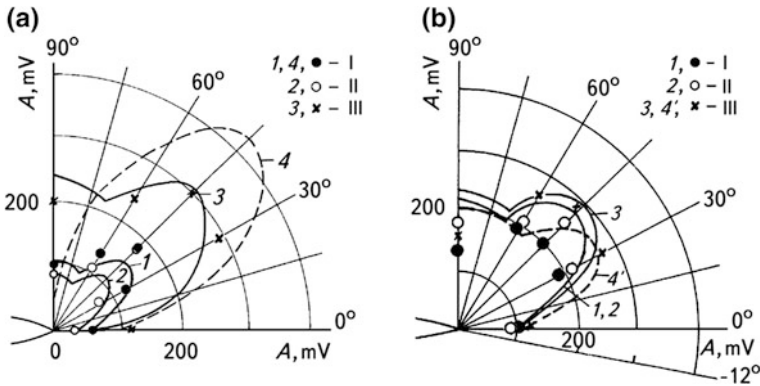 (a)
90°
A, mV
1, 4, ● – I
2, ○ – II
3, × – III
60°
4
3
30°
200
1
2
0°
0
200
A, mV
(b)
90°
A, mV
1, ● – I
2, ○ – II
3, 4′, × – III
60°
30°
3
200
4′
1, 2
0°
200
A, mV
-12°